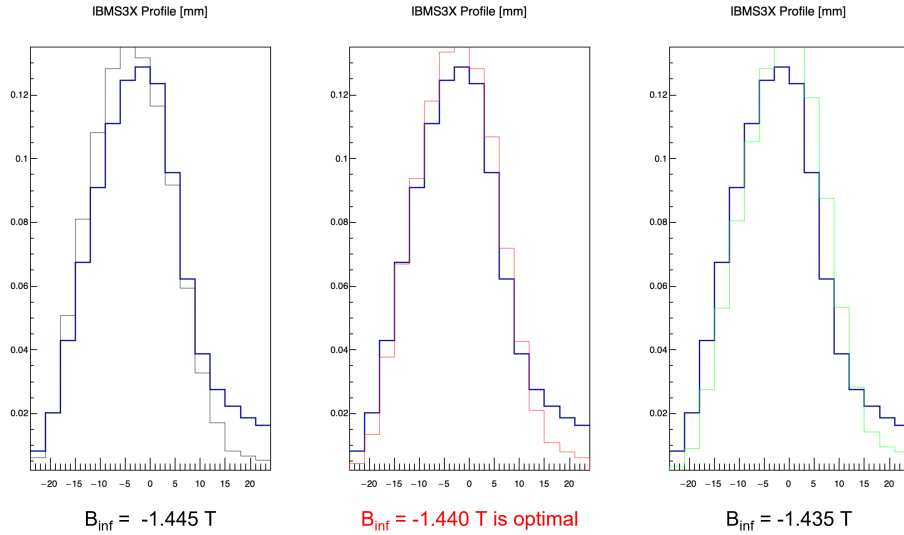 IBMS3X Profile [mm] IBMS3X Profile [mm] IBMS3X Profile [mm]
0.12 0.12 0.12
0.1 0.1 0.1
0.08 0.08 0.08
0.06 0.06 0.06
0.04 0.04 0.04
0.02 0.02 0.02
−20 −15 −10 −5 0 5 10 15 20 −20 −15 −10 −5 0 5 10 15 20 −20 −15 −10 −5 0 5 10 15 20
B_inf = -1.445 T B_inf = -1.440 T is optimal B_inf = -1.435 T